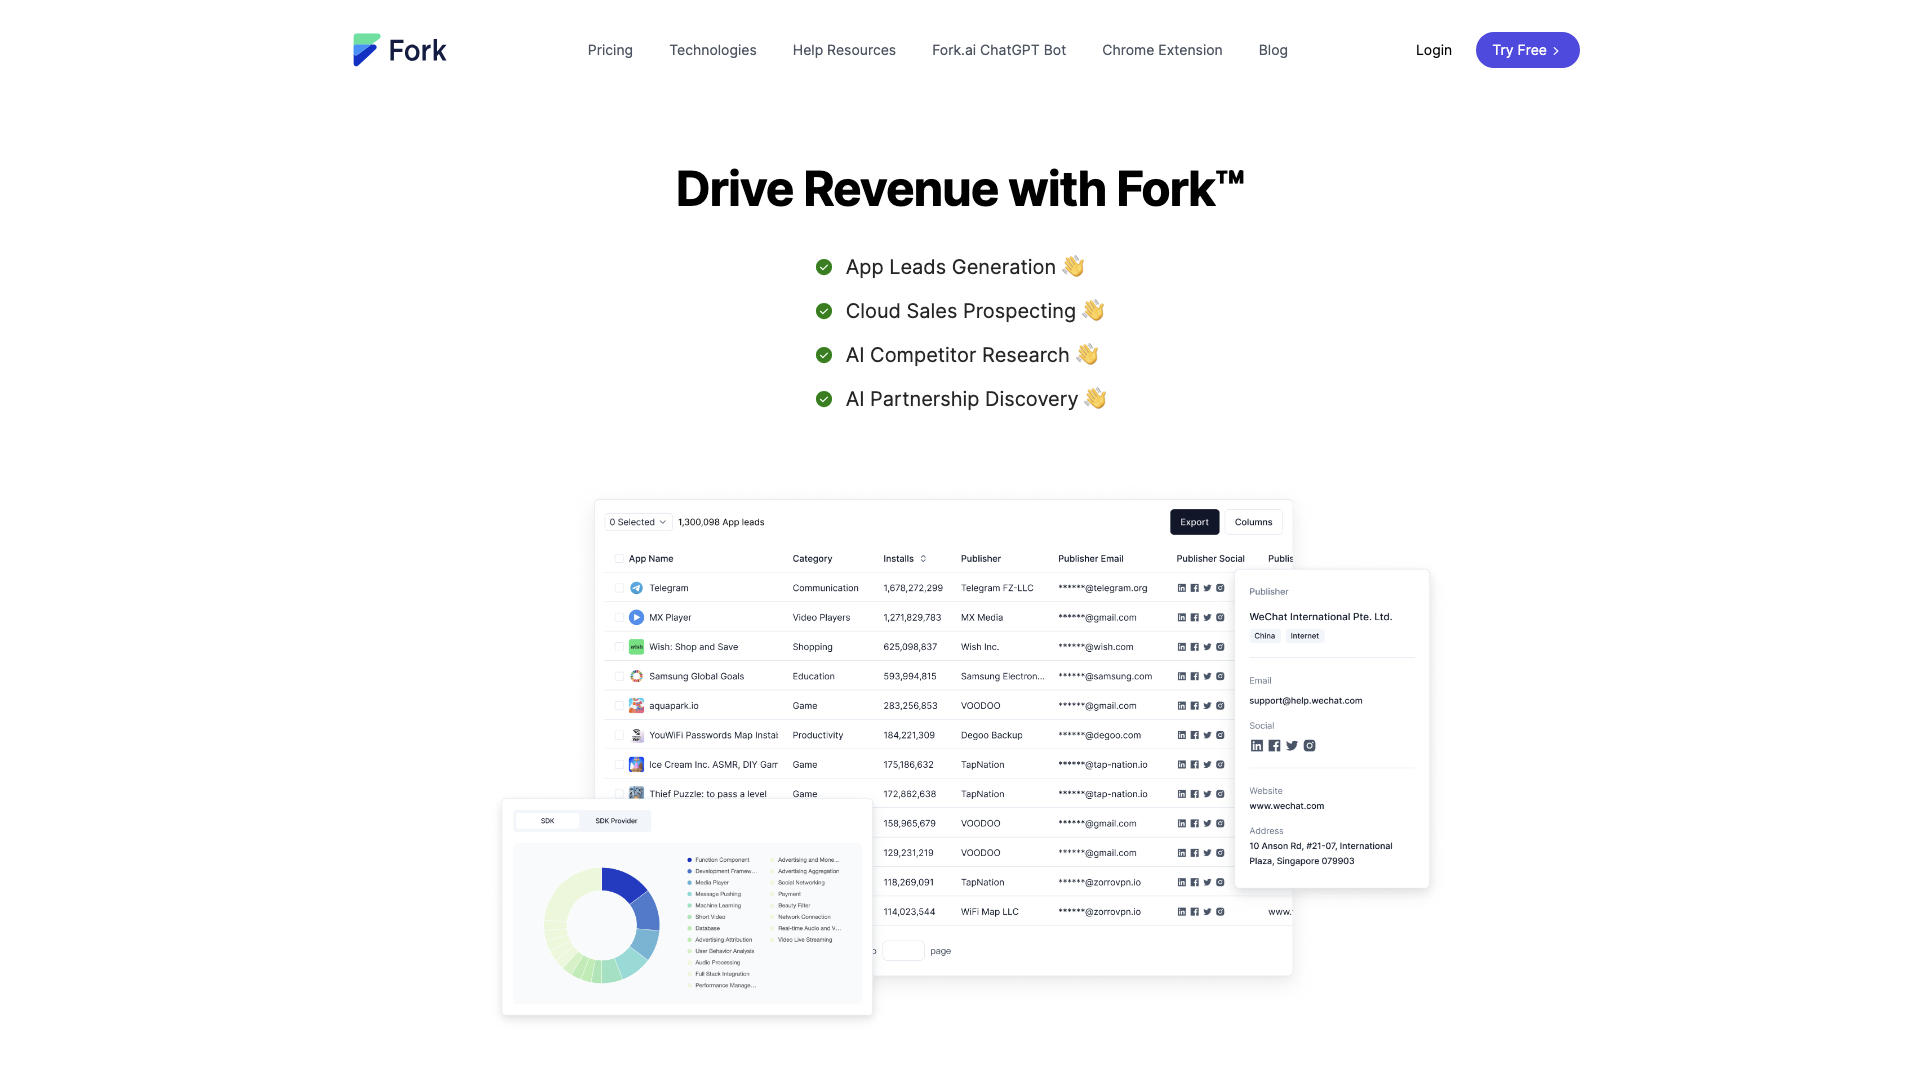 Fork
Pricing
Technologies
Help Resources
Fork.ai ChatGPT Bot
Chrome Extension
Blog
Login
Try Free
Drive Revenue with Fork™
App Leads Generation 👋
Cloud Sales Prospecting 👋
AI Competitor Research 👋
AI Partnership Discovery 👋
0 Selected 1,300,098 App leads Export Columns
App Name Category Installs Publisher Publisher Email Publisher Social Publis
Telegram Communication 1,678,272,299 Telegram FZ-LLC ******@telegram.org
MX Player Video Players 1,271,829,783 MX Media ******@gmail.com
Wish: Shop and Save Shopping 625,098,837 Wish Inc. ******@wish.com
Samsung Global Goals Education 593,994,815 Samsung Electron... ******@samsung.com
aquapark.io Game 283,256,853 VOODOO ******@gmail.com
YouWiFi Passwords Map Instal Productivity 184,221,309 Degoo Backup ******@degoo.com
Ice Cream Inc. ASMR, DIY Gam Game 175,186,632 TapNation ******@tap-nation.io
Thief Puzzle: to pass a level Game 172,862,638 TapNation ******@tap-nation.io
158,965,679 VOODOO ******@gmail.com
129,231,219 VOODOO ******@gmail.com
118,269,091 TapNation ******@zorrovpn.io
114,023,544 WiFi Map LLC ******@zorrovpn.io www.
page
Publisher
WeChat International Pte. Ltd.
China Internet
Email
support@help.wechat.com
Social
Website
www.wechat.com
Address
10 Anson Rd, #21-07, International
Plaza, Singapore 079903
SDK SDK Provider
Function Component
Development Framew...
Media Player
Message Pushing
Machine Learning
Short Video
Database
Advertising Attribution
User Behavior Analysis
Audio Processing
Full Stack Integration
Performance Manage...
Advertising and Mone...
Advertising Aggregation
Social Networking
Payment
Beauty Filter
Network Connection
Real-time Audio and V...
Video Live Streaming